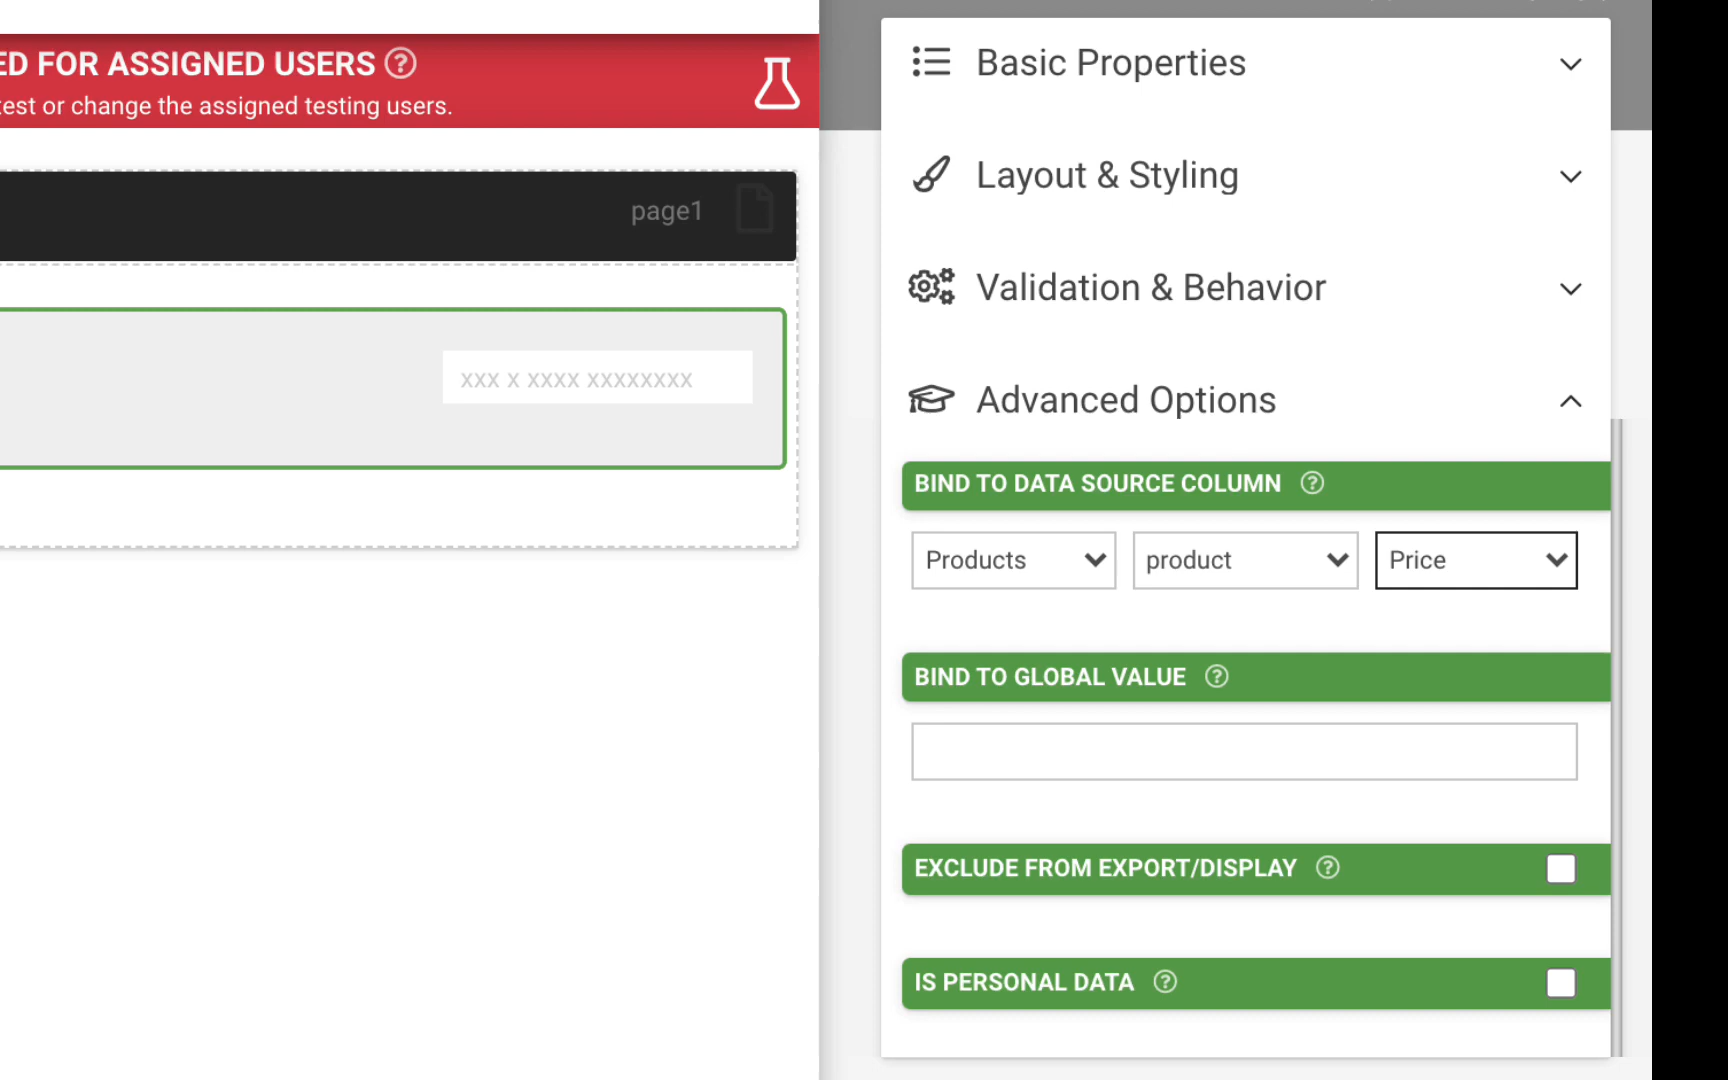 ED FOR ASSIGNED USERS
test or change the assigned testing users.
page1
xxx x xxxx xxxxxxxx
Basic Properties
Layout & Styling
Validation & Behavior
Advanced Options
BIND TO DATA SOURCE COLUMN
Products product Price
BIND TO GLOBAL VALUE
EXCLUDE FROM EXPORT/DISPLAY
IS PERSONAL DATA